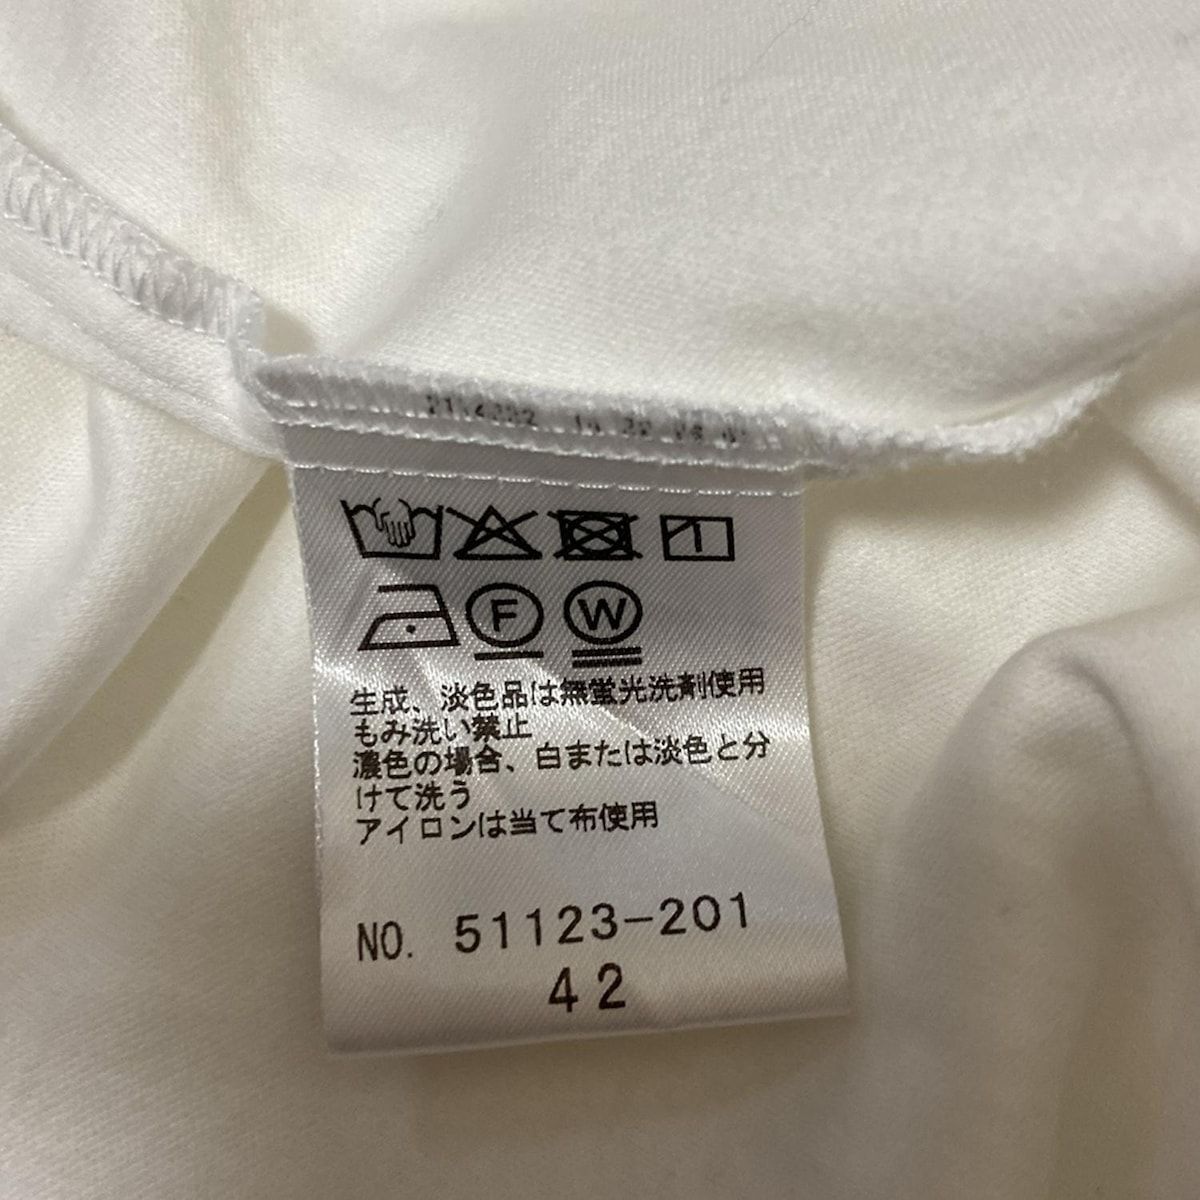 F W
生成、淡色品は無蛍光洗剤使用
もみ洗い禁止
濃色の場合、白または淡色と分
けて洗う
アイロンは当て布使用
NO. 51123-201
42